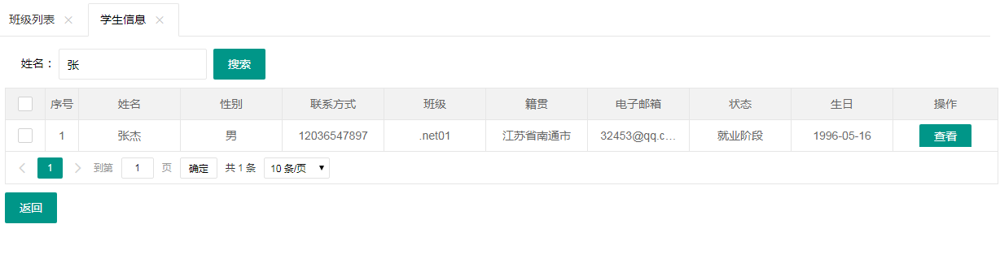 班级列表 学生信息
姓名： 张 搜索
序号 姓名 性别 联系方式 班级 籍贯 电子邮箱 状态 生日 操作
1 张杰 男 12036547897 .net01 江苏省南通市 32453@qq.c... 就业阶段 1996-05-16 查看
1 到第 1 页 确定 共 1 条 10 条/页
返回